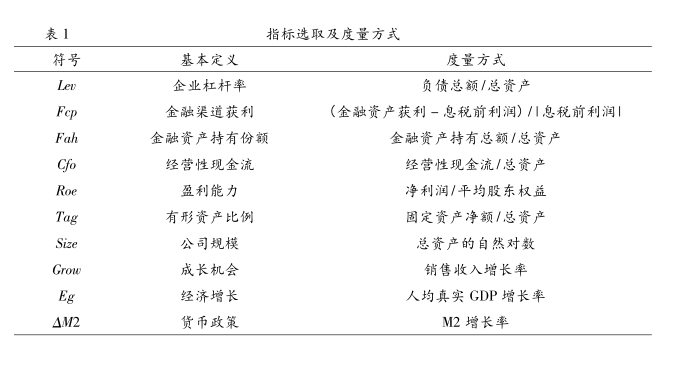 表 1 指标选取及度量方式
符号 基本定义 度量方式
Lev 企业杠杆率 负债总额/总资产
Fcp 金融渠道获利 (金融资产获利-息税前利润)/|息税前利润|
Fah 金融资产持有份额 金融资产持有总额/总资产
Cfo 经营性现金流 经营性现金流/总资产
Roe 盈利能力 净利润/平均股东权益
Tag 有形资产比例 固定资产净额/总资产
Size 公司规模 总资产的自然对数
Grow 成长机会 销售收入增长率
Eg 经济增长 人均真实 GDP 增长率
ΔM2 货币政策 M2 增长率